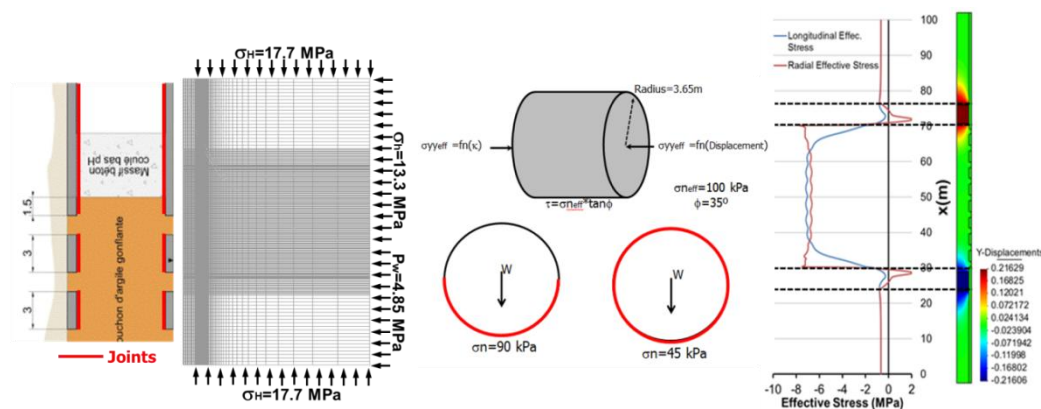 1.5
3
3
Massif béton
coulé bas pH
ouchon d'argile gonflante
Joints
σH=17.7 MPa
σh=13.3 MPa
Pw=4.85 MPa
σH=17.7 MPa
Radius=3.65m
σyyeff =fn(κ)
σyyeff =fn(Displacement)
τ=σneff*tanφ
σneff=100 kPa
φ=35º
W
σn=90 kPa
W
σn=45 kPa
Longitudinal Effec.
Stress
Radial Effective Stress
100
90
80
70
60
50
40
30
20
10
0
x(m)
-10 -8 -6 -4 -2 0 2
Effective Stress (MPa)
Y-Displacements
0.21629
0.16825
0.12021
0.072172
0.024134
-0.023904
-0.071942
-0.11998
-0.16802
-0.21606